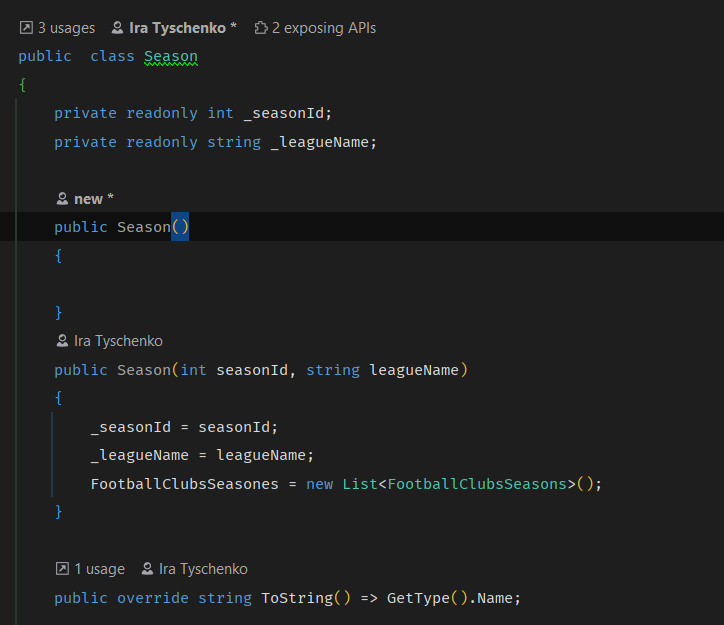 3 usages Ira Tyschenko * 2 exposing APIs
public class Season
{
private readonly int _seasonId;
private readonly string _leagueName;
new *
public Season()
{
}
Ira Tyschenko
public Season(int seasonId, string leagueName)
{
_seasonId = seasonId;
_leagueName = leagueName;
FootballClubsSeasones = new List<FootballClubsSeasons>();
}
1 usage Ira Tyschenko
public override string ToString() => GetType().Name;